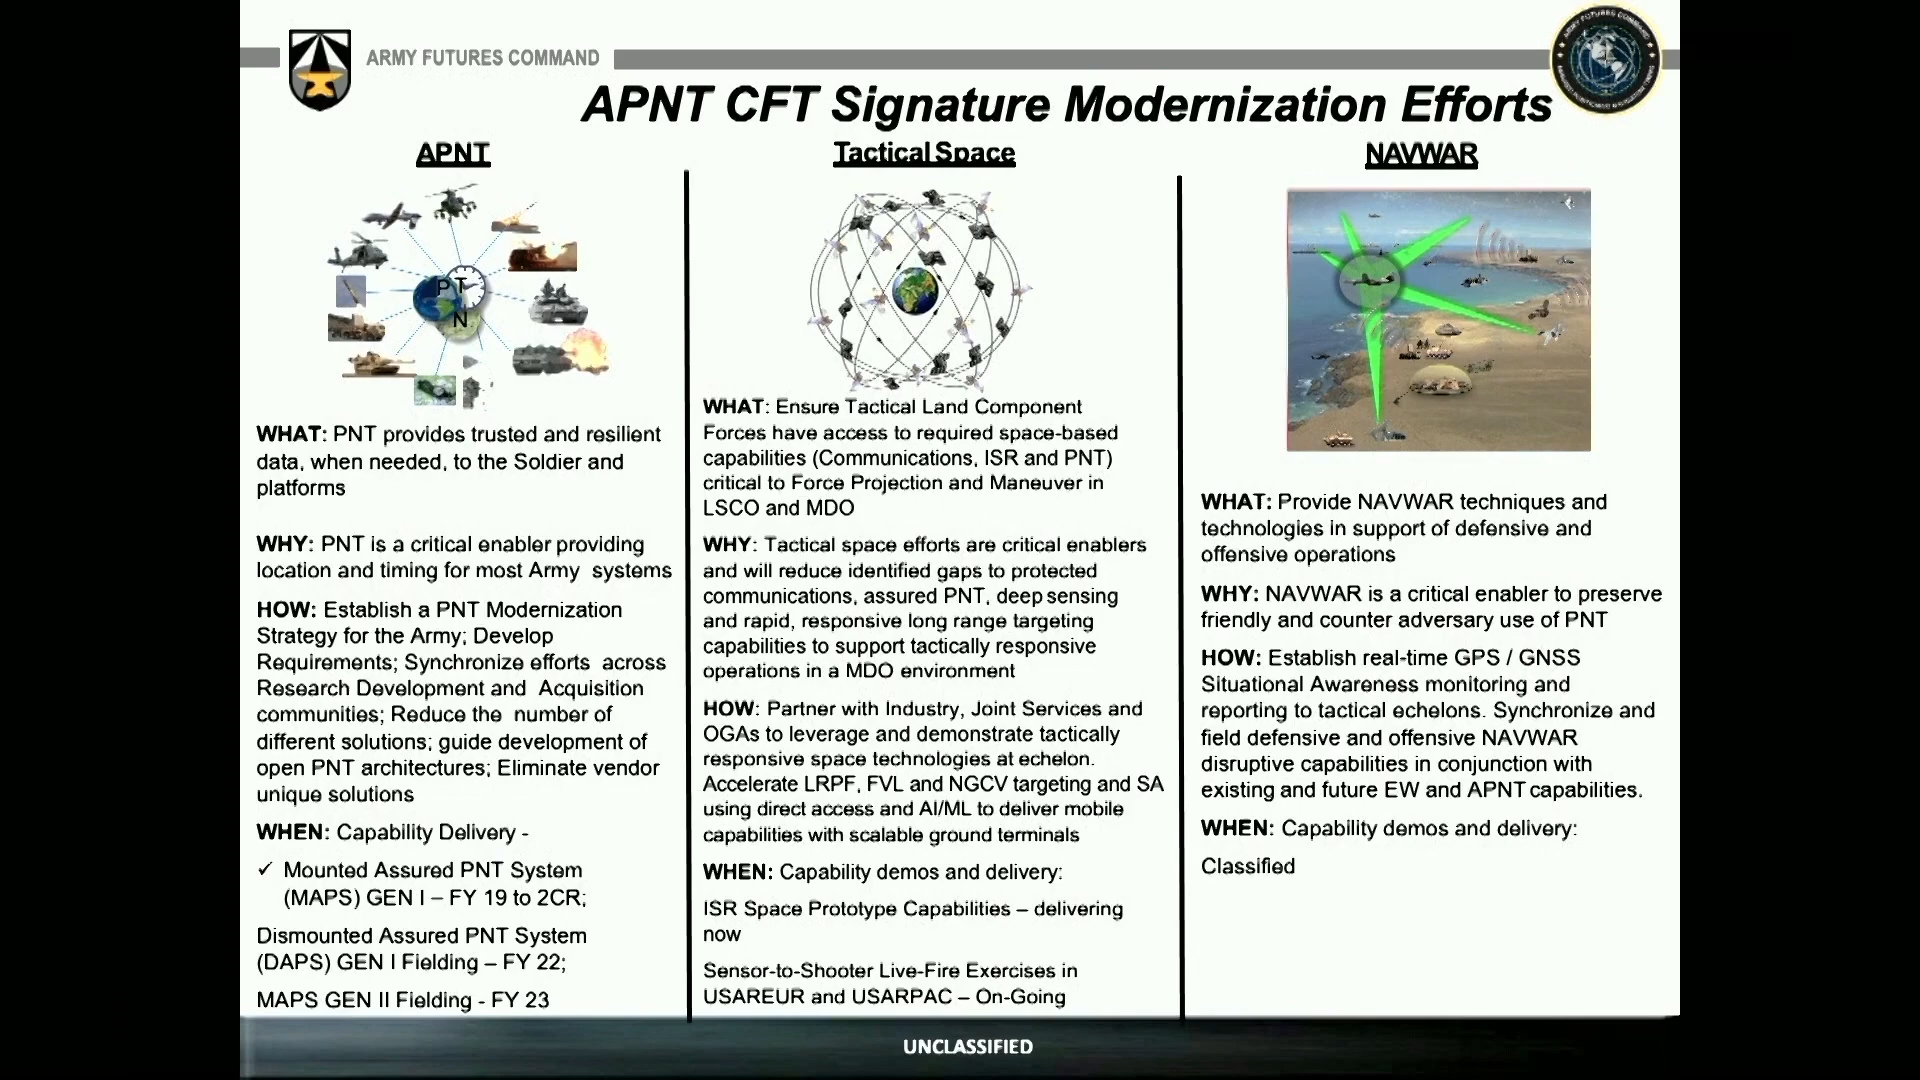 ARMY FUTURES COMMAND
APNT CFT Signature Modernization Efforts
APNT
P T
N
WHAT: PNT provides trusted and resilient
data, when needed, to the Soldier and
platforms
WHY: PNT is a critical enabler providing
location and timing for most Army systems
HOW: Establish a PNT Modernization
Strategy for the Army; Develop
Requirements; Synchronize efforts across
Research Development and Acquisition
communities; Reduce the number of
different solutions; guide development of
open PNT architectures; Eliminate vendor
unique solutions
WHEN: Capability Delivery -
✓ Mounted Assured PNT System
(MAPS) GEN I – FY 19 to 2CR;
Dismounted Assured PNT System
(DAPS) GEN I Fielding – FY 22;
MAPS GEN II Fielding - FY 23
Tactical Space
WHAT: Ensure Tactical Land Component
Forces have access to required space-based
capabilities (Communications, ISR and PNT)
critical to Force Projection and Maneuver in
LSCO and MDO
WHY: Tactical space efforts are critical enablers
and will reduce identified gaps to protected
communications, assured PNT, deep sensing
and rapid, responsive long range targeting
capabilities to support tactically responsive
operations in a MDO environment
HOW: Partner with Industry, Joint Services and
OGAs to leverage and demonstrate tactically
responsive space technologies at echelon.
Accelerate LRPF, FVL and NGCV targeting and SA
using direct access and AI/ML to deliver mobile
capabilities with scalable ground terminals
WHEN: Capability demos and delivery:
ISR Space Prototype Capabilities – delivering
now
Sensor-to-Shooter Live-Fire Exercises in
USAREUR and USARPAC – On-Going
NAVWAR
WHAT: Provide NAVWAR techniques and
technologies in support of defensive and
offensive operations
WHY: NAVWAR is a critical enabler to preserve
friendly and counter adversary use of PNT
HOW: Establish real-time GPS / GNSS
Situational Awareness monitoring and
reporting to tactical echelons. Synchronize and
field defensive and offensive NAVWAR
disruptive capabilities in conjunction with
existing and future EW and APNT capabilities.
WHEN: Capability demos and delivery:
Classified
UNCLASSIFIED